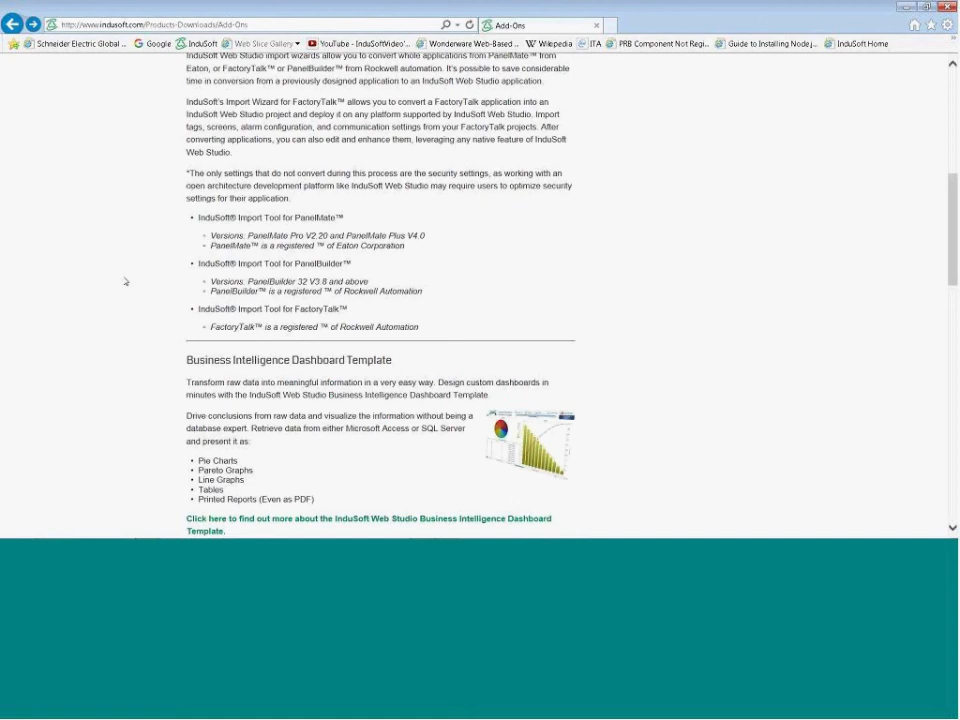 http://www.indusoft.com/Products-Downloads/Add-Ons
Add-Ons
Schneider Electric Global ...
Google
InduSoft
Web Slice Gallery
YouTube - InduSoftVideo'...
Wonderware Web-Based ...
Wikepedia
ITA
PRB Component Not Regi...
Guide to Installing Node j...
InduSoft Home
InduSoft Web Studio import wizards allow you to convert whole applications from PanelMate™ from
Eaton, or FactoryTalk™ or PanelBuilder™ from Rockwell automation. It's possible to save considerable
time in conversion from a previously designed application to an InduSoft Web Studio application.
InduSoft's Import Wizard for FactoryTalk™ allows you to convert a FactoryTalk application into an
InduSoft Web Studio project and deploy it on any platform supported by InduSoft Web Studio. Import
tags, screens, alarm configuration, and communication settings from your FactoryTalk projects. After
converting applications, you can also edit and enhance them, leveraging any native feature of InduSoft
Web Studio.
*The only settings that do not convert during this process are the security settings, as working with an
open architecture development platform like InduSoft Web Studio may require users to optimize security
settings for their application.
• InduSoft® Import Tool for PanelMate™
◦ Versions: PanelMate Pro V2.20 and PanelMate Plus V4.0
◦ PanelMate™ is a registered ™ of Eaton Corporation
• InduSoft® Import Tool for PanelBuilder™
◦ Versions: PanelBuilder 32 V3.8 and above
◦ PanelBuilder™ is a registered ™ of Rockwell Automation
• InduSoft® Import Tool for FactoryTalk™
◦ FactoryTalk™ is a registered ™ of Rockwell Automation
Business Intelligence Dashboard Template
Transform raw data into meaningful information in a very easy way. Design custom dashboards in
minutes with the InduSoft Web Studio Business Intelligence Dashboard Template.
Drive conclusions from raw data and visualize the information without being a
database expert. Retrieve data from either Microsoft Access or SQL Server
and present it as:
• Pie Charts
• Pareto Graphs
• Line Graphs
• Tables
• Printed Reports (Even as PDF)
Click here to find out more about the InduSoft Web Studio Business Intelligence Dashboard
Template.